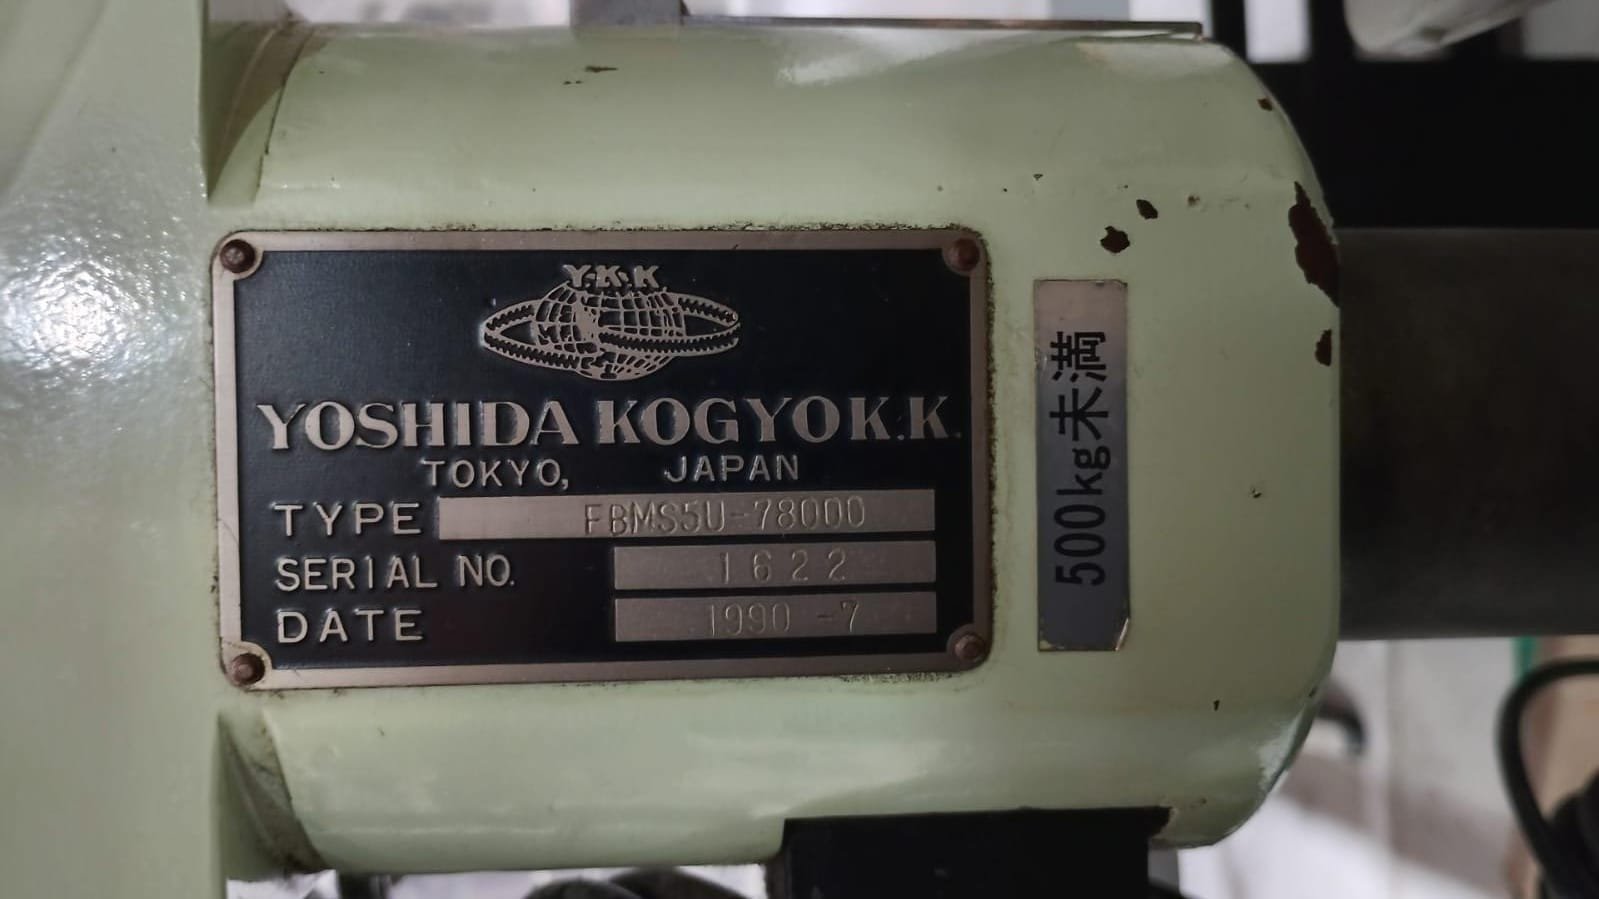 Y.K.K.
YOSHIDA KOGYO K.K.
TOKYO, JAPAN
TYPE FBMS5U-78000
SERIAL NO. 1622
DATE 1990-7
500kg未満